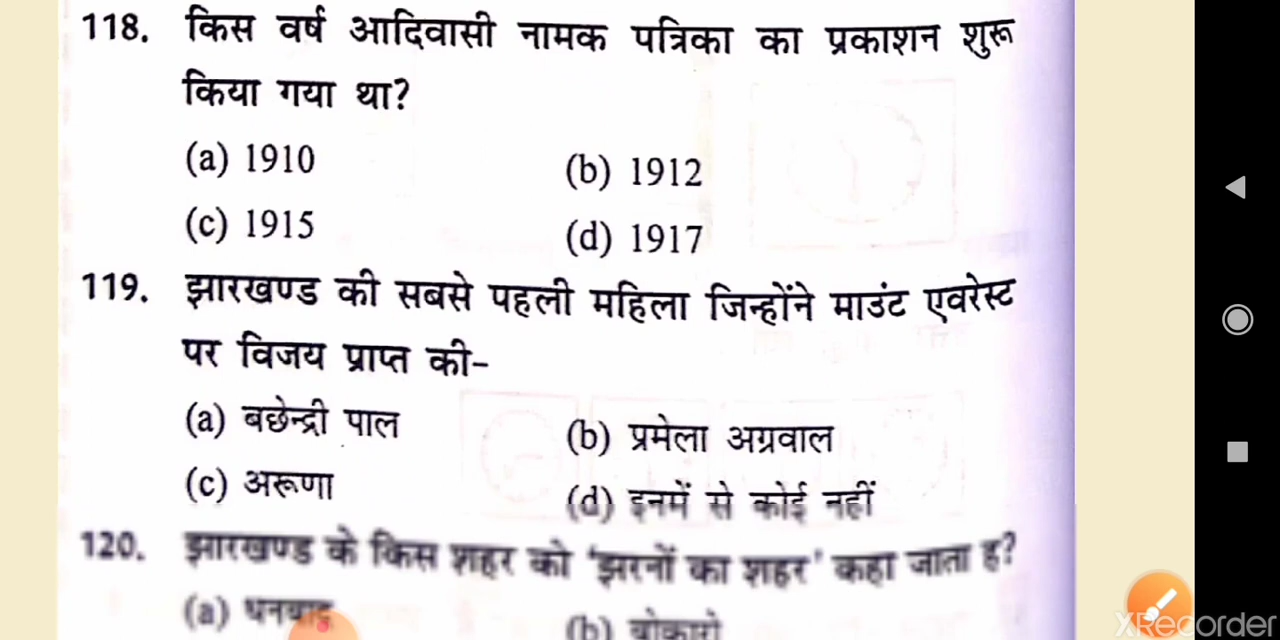 118. किस वर्ष आदिवासी नामक पत्रिका का प्रकाशन शुरू
किया गया था?
(a) 1910 (b) 1912
(c) 1915 (d) 1917
119. झारखण्ड की सबसे पहली महिला जिन्होंने माउंट एवरेस्ट
पर विजय प्राप्त की-
(a) बछेन्द्री पाल (b) प्रमेला अग्रवाल
(c) अरूणा (d) इनमें से कोई नहीं
120. झारखण्ड के किस शहर को 'झरनों का शहर' कहा जाता ह?
(a) धनबाद (b) बोकारो
XRecorder